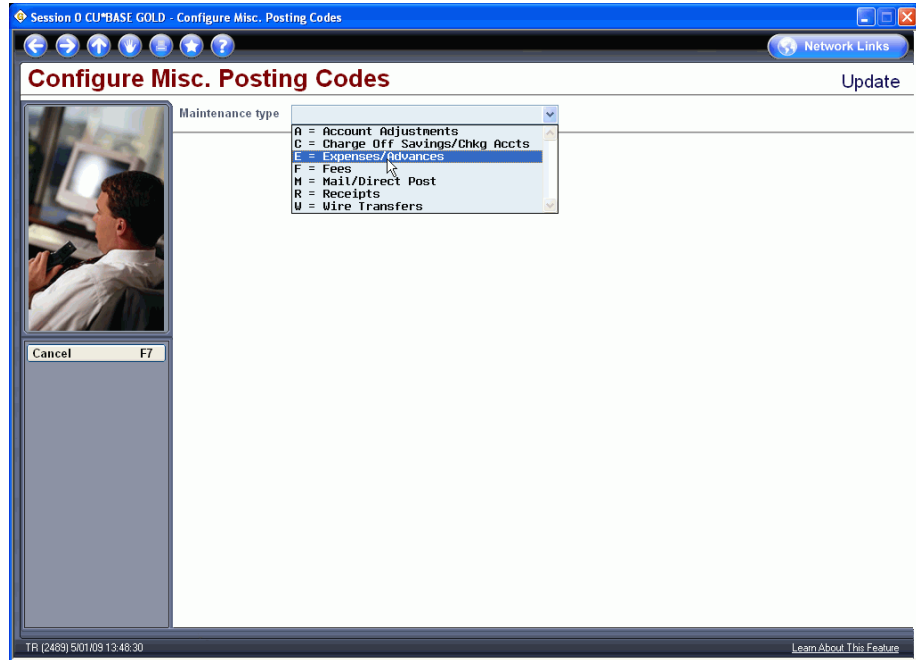 Session 0 CU*BASE GOLD - Configure Misc. Posting Codes
Network Links
Configure Misc. Posting Codes
Update
Maintenance type
A = Account Adjustments
C = Charge Off Savings/Chkg Accts
E = Expenses/Advances
F = Fees
M = Mail/Direct Post
R = Receipts
W = Wire Transfers
Cancel F7
TR (2489) 5/01/09 13:48:30
Learn About This Feature